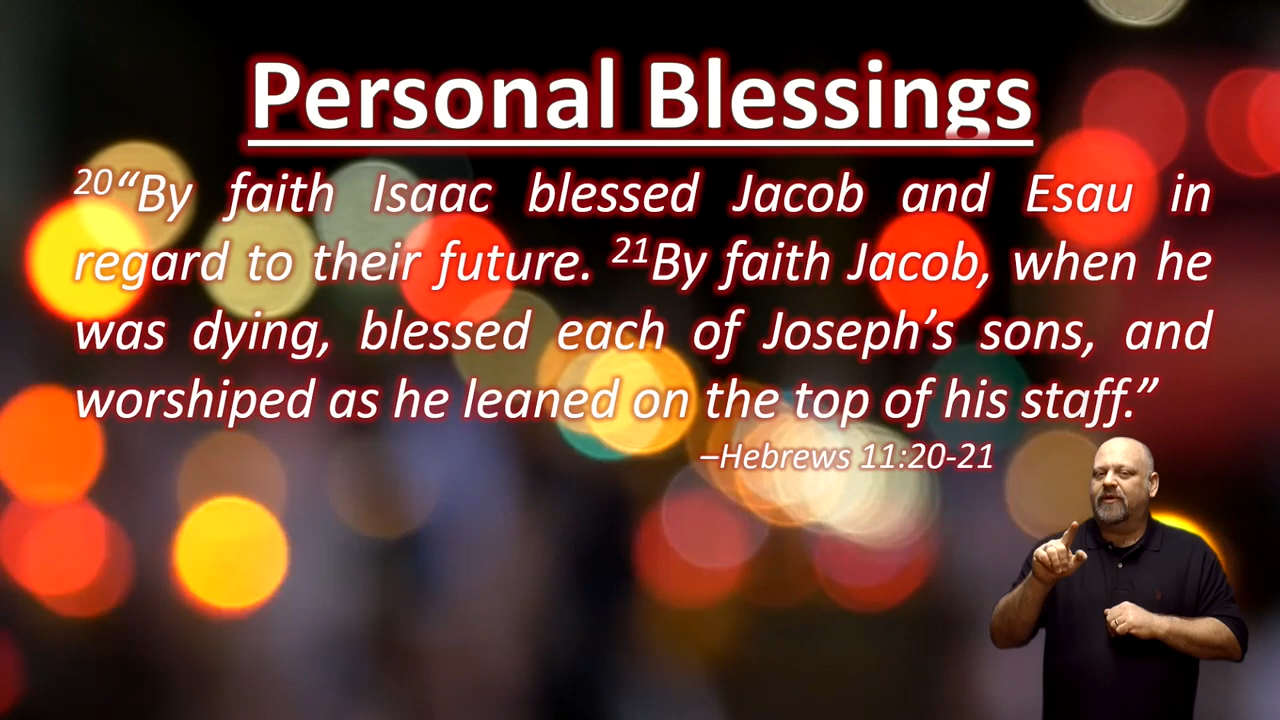 Personal Blessings
20“By faith Isaac blessed Jacob and Esau in
regard to their future. 21By faith Jacob, when he
was dying, blessed each of Joseph’s sons, and
worshiped as he leaned on the top of his staff.”
–Hebrews 11:20-21